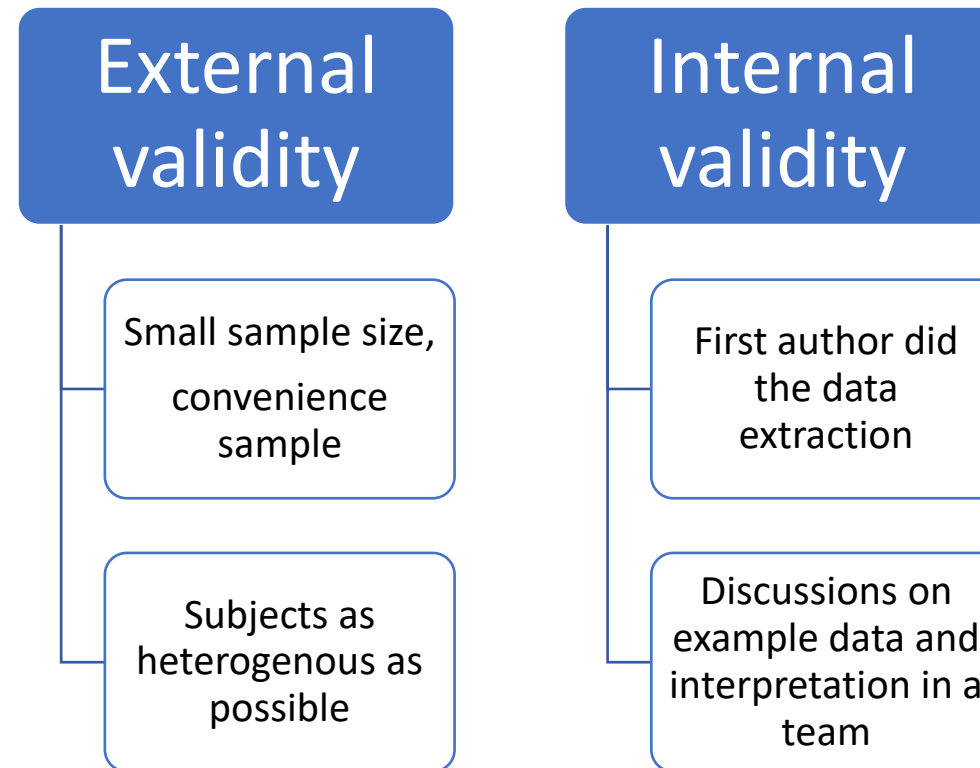 External
validity
Small sample size,
convenience
sample
Subjects as
heterogenous as
possible
Internal
validity
First author did
the data
extraction
Discussions on
example data and
interpretation in a
team